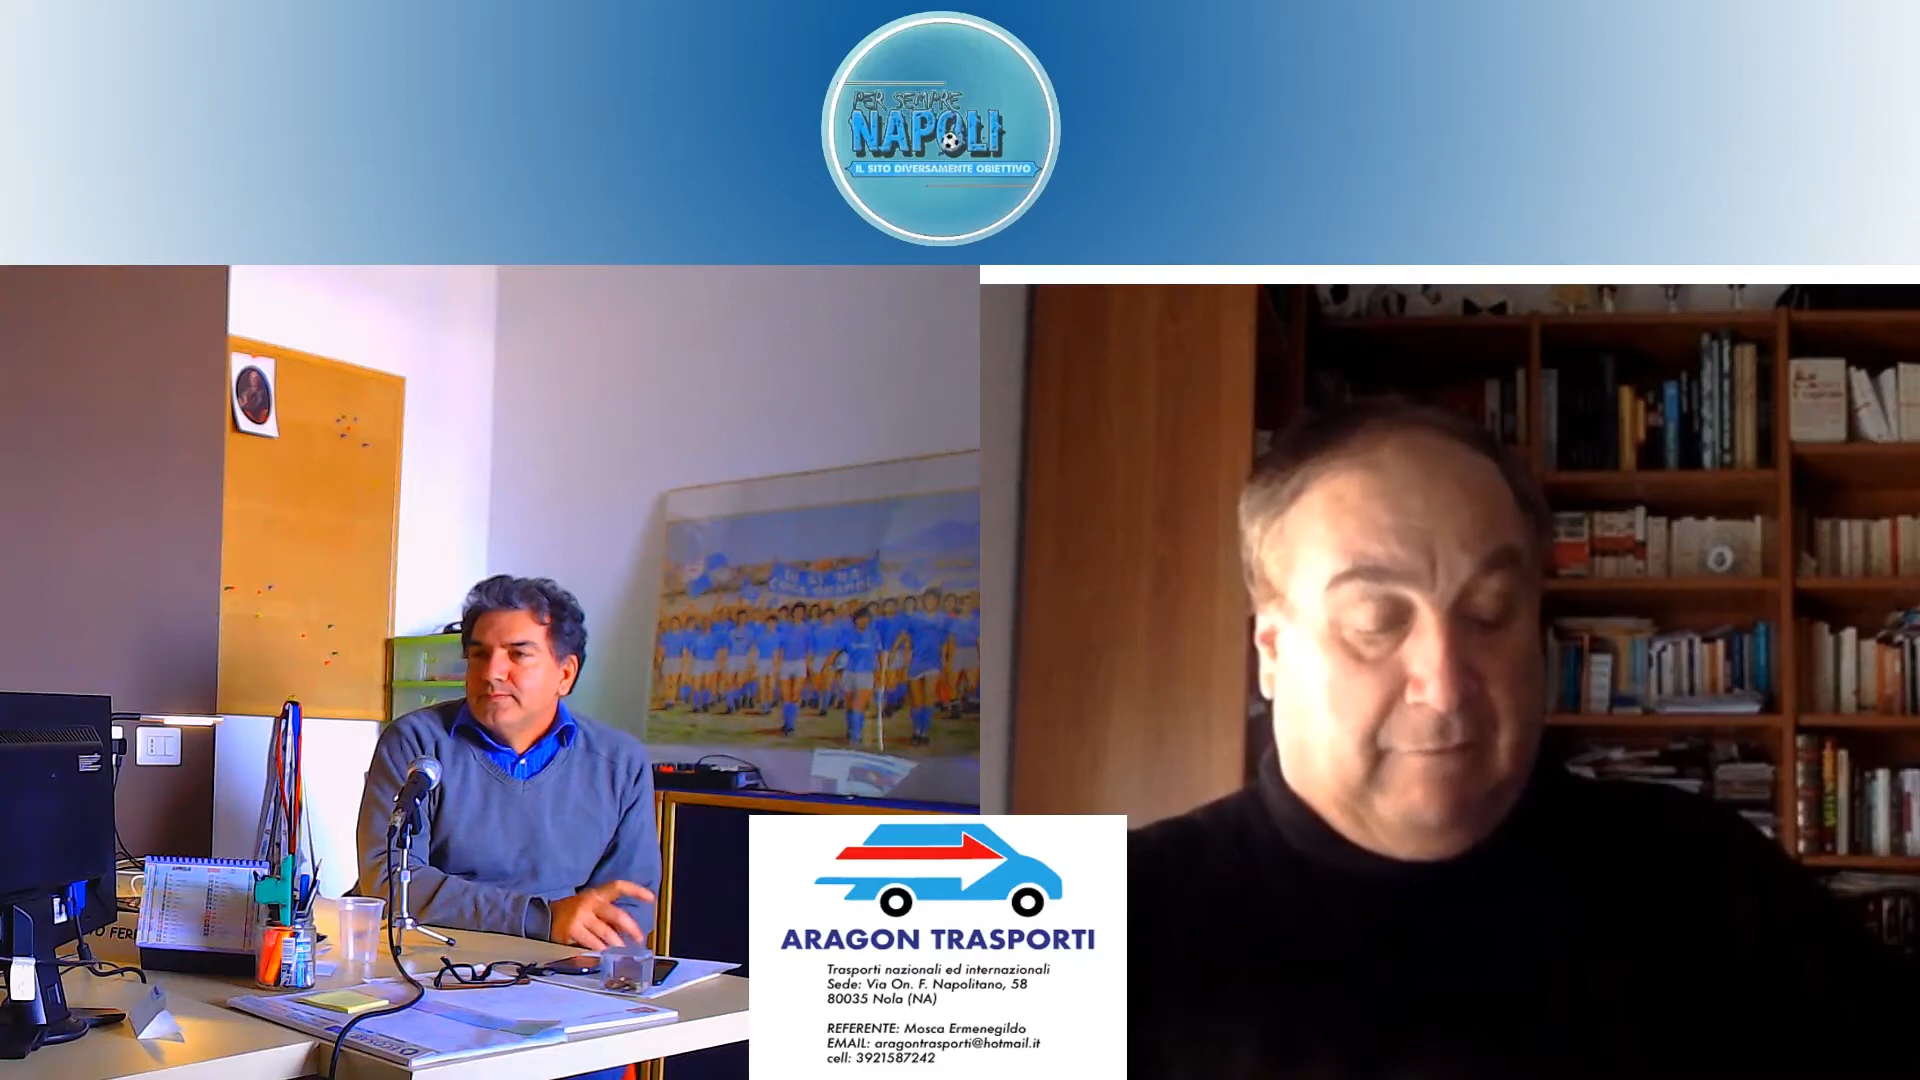 PER SEMPRE
NAPOLI
IL SITO DIVERSAMENTE OBIETTIVO
ARAGON TRASPORTI
Trasporti nazionali ed internazionali
Sede: Via On. F. Napolitano, 58
80035 Nola (NA)
REFERENTE: Mosca Ermenegildo
EMAIL: aragontrasporti@hotmail.it
cell: 3921587242